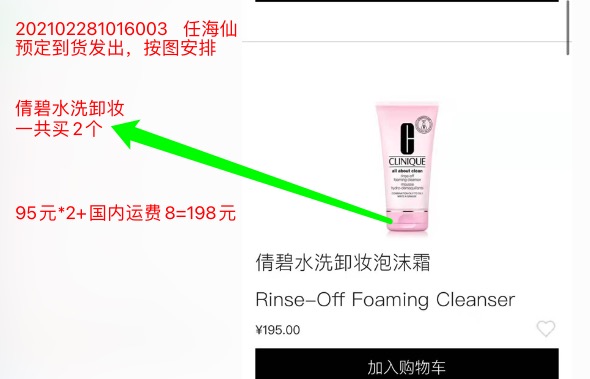 202102281016003 任海仙
预定到货发出，按图安排
倩碧水洗卸妆
一共买2个
95元*2+国内运费8=198元
CLINIQUE
all about clean
rinse-off
foaming cleanser
mousse
倩碧水洗卸妆泡沫霜
Rinse-Off Foaming Cleanser
¥195.00
加入购物车